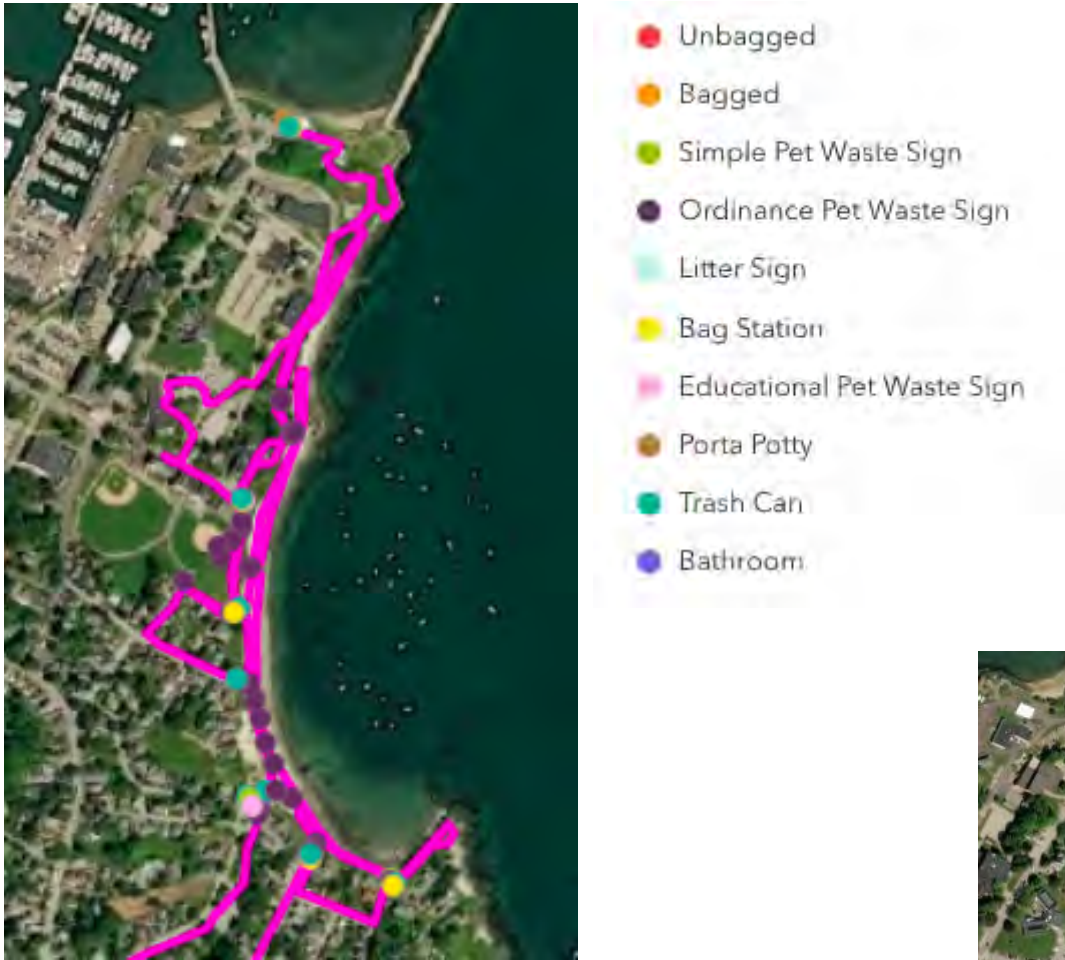 Unbagged
Bagged
Simple Pet Waste Sign
Ordinance Pet Waste Sign
Litter Sign
Bag Station
Educational Pet Waste Sign
Porta Potty
Trash Can
Bathroom